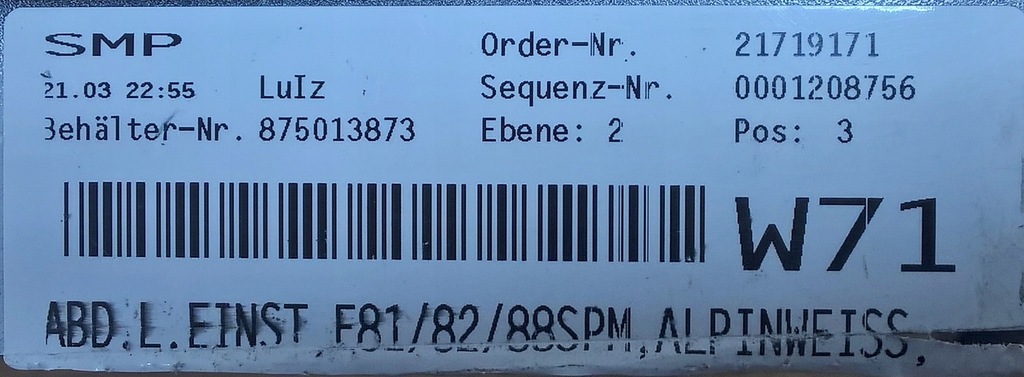 SMP Order-Nr. 21719171
21.03 22:55 LuIz Sequenz-Nr. 0001208756
Behälter-Nr. 875013873 Ebene: 2 Pos: 3
W71
ABD.L.EINST F81/82/88SPM,ALPINWEISS,